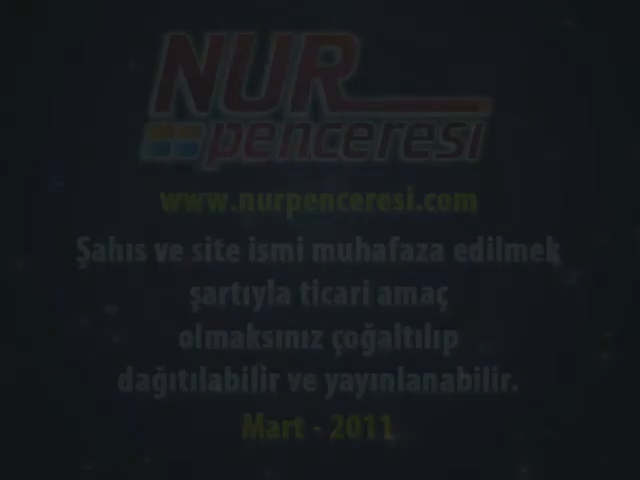 NUR
penceresi
www.nurpenceresi.com
Şahıs ve site ismi muhafaza edilmek
şartıyla ticari amaç
olmaksınız çoğaltılıp
dağıtılabilir ve yayınlanabilir.
Mart - 2011